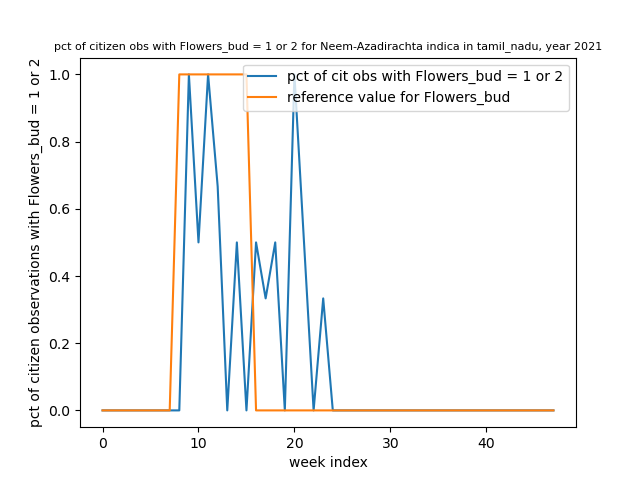 pct of citizen obs with Flowers_bud = 1 or 2 for Neem-Azadirachta indica in tamil_nadu, year 2021
pct of citizen observations with Flowers_bud = 1 or 2
1.0
0.8
0.6
0.4
0.2
0.0
pct of cit obs with Flowers_bud = 1 or 2
reference value for Flowers_bud
0 10 20 30 40
week index